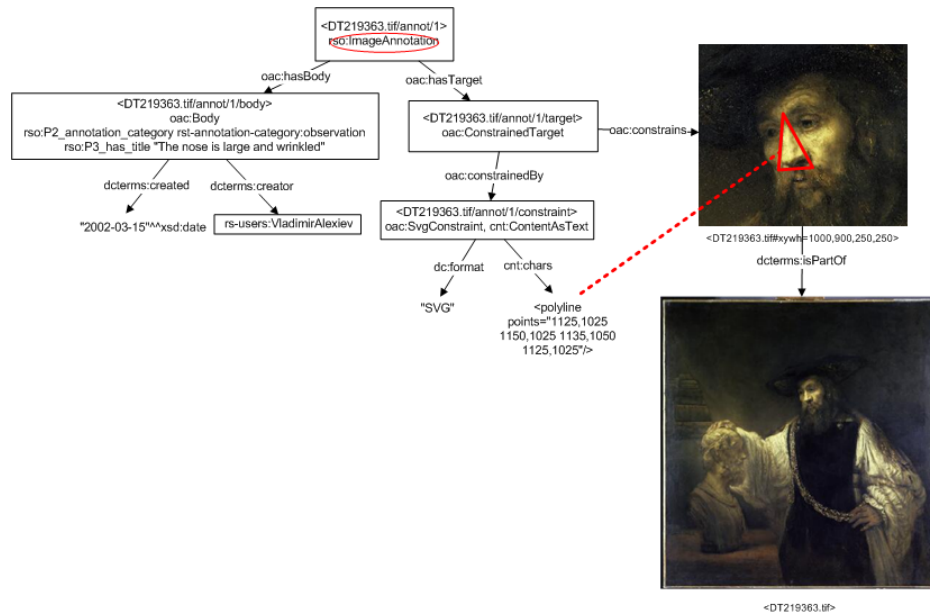 <DT219363.tif/annot/1>
rso:ImageAnnotation
oac:hasBody
oac:hasTarget
<DT219363.tif/annot/1/body>
oac:Body
rso:P2_annotation_category rst-annotation-category:observation
rso:P3_has_title "The nose is large and wrinkled"
<DT219363.tif/annot/1/target>
oac:ConstrainedTarget
oac:constrains
dcterms:created
dcterms:creator
oac:constrainedBy
"2002-03-15"^^xsd:date
rs-users:VladimirAlexiev
<DT219363.tif/annot/1/constraint>
oac:SvgConstraint, cnt:ContentAsText
<DT219363.tif#xywh=1000,900,250,250>
dcterms:isPartOf
dc:format
cnt:chars
"SVG"
<polyline
points="1125,1025
1150,1025 1135,1050
1125,1025"/>
<DT219363.tif>